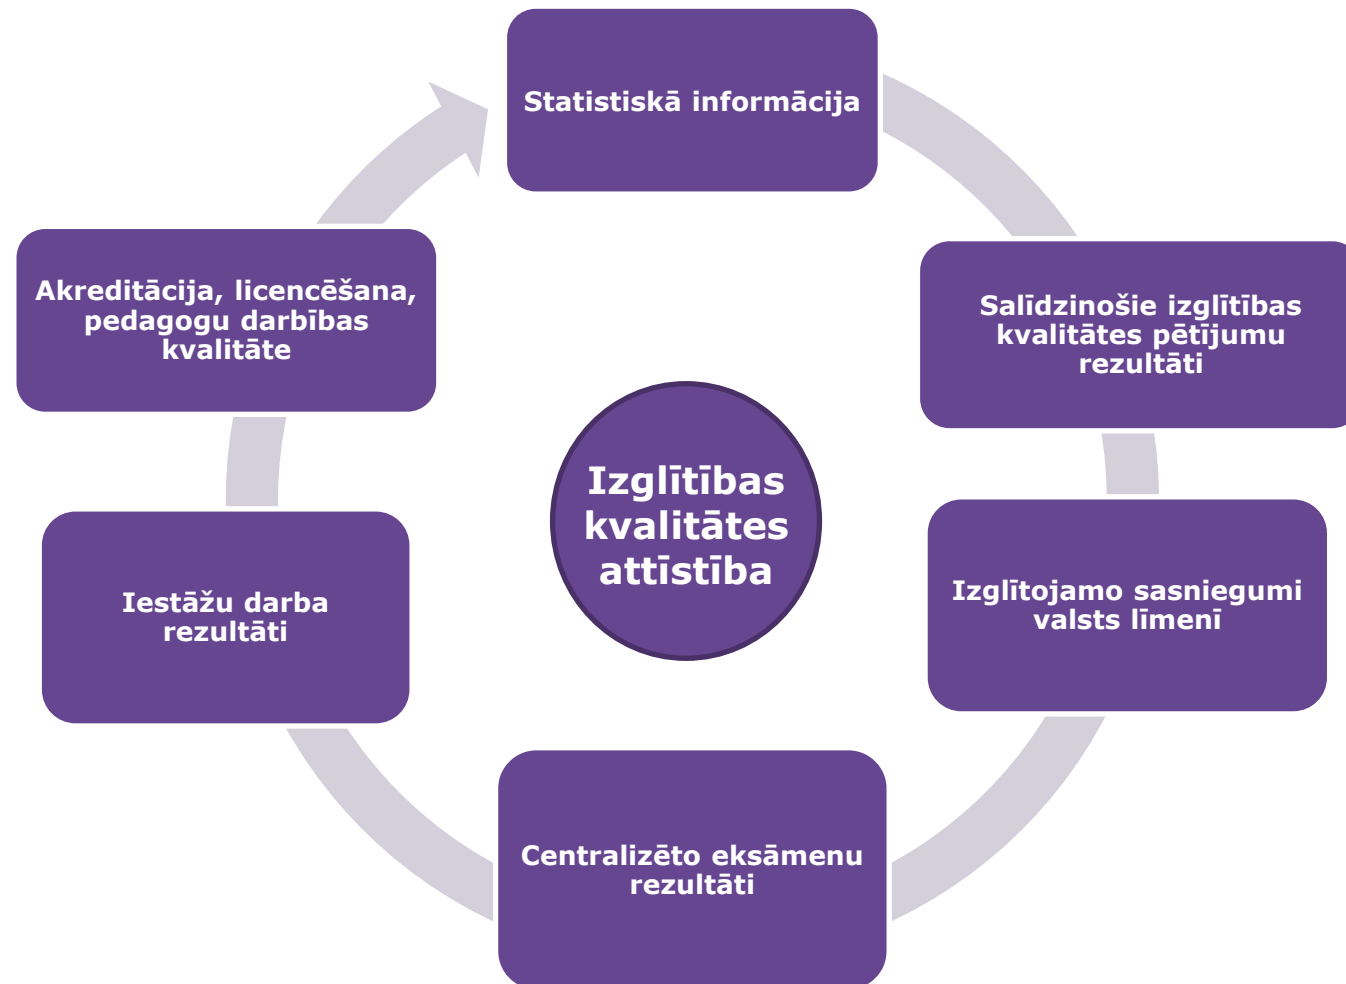 Statistiskā informācija
Salīdzinošie izglītības
kvalitātes pētījumu
rezultāti
Izglītojamo sasniegumi
valsts līmenī
Centralizēto eksāmenu
rezultāti
Iestāžu darba
rezultāti
Akreditācija, licencēšana,
pedagogu darbības
kvalitāte
Izglītības
kvalitātes
attīstība